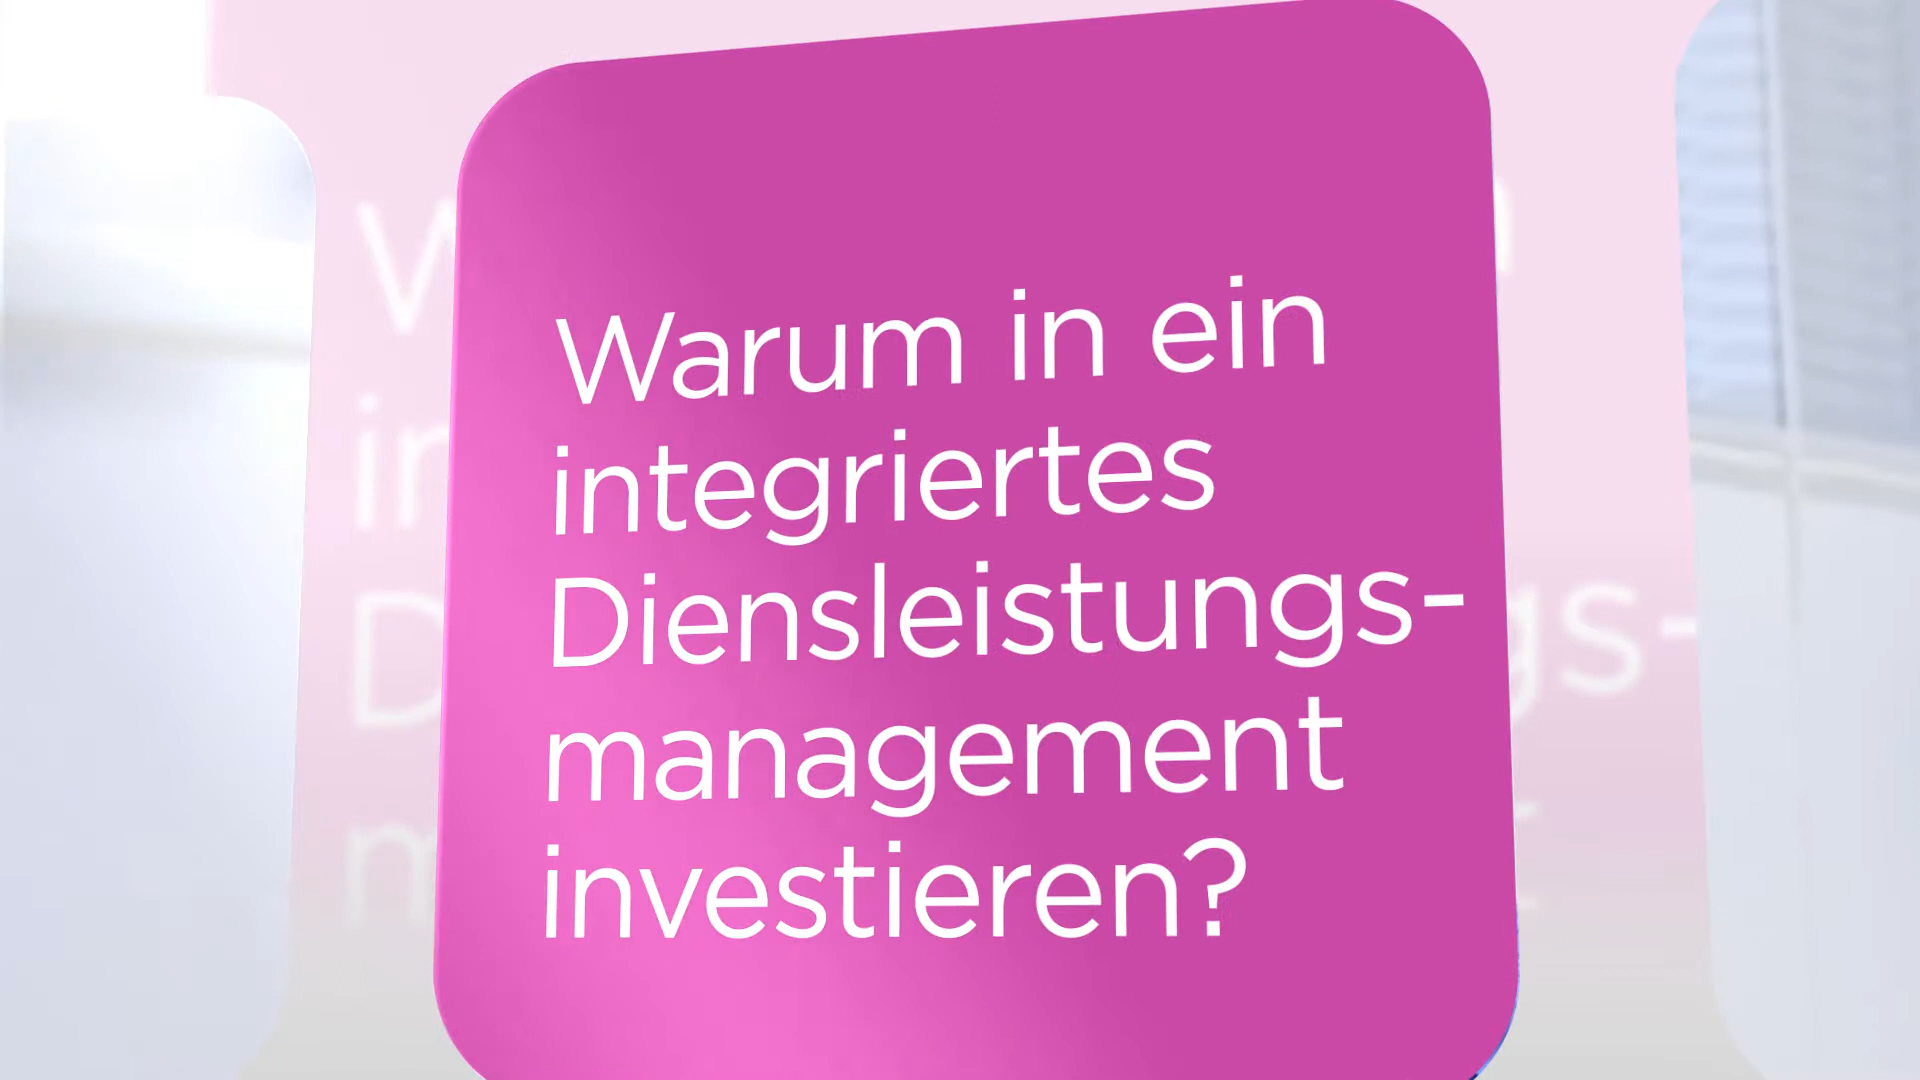 Warum in ein
integriertes
Diensleistungs-
management
investieren?